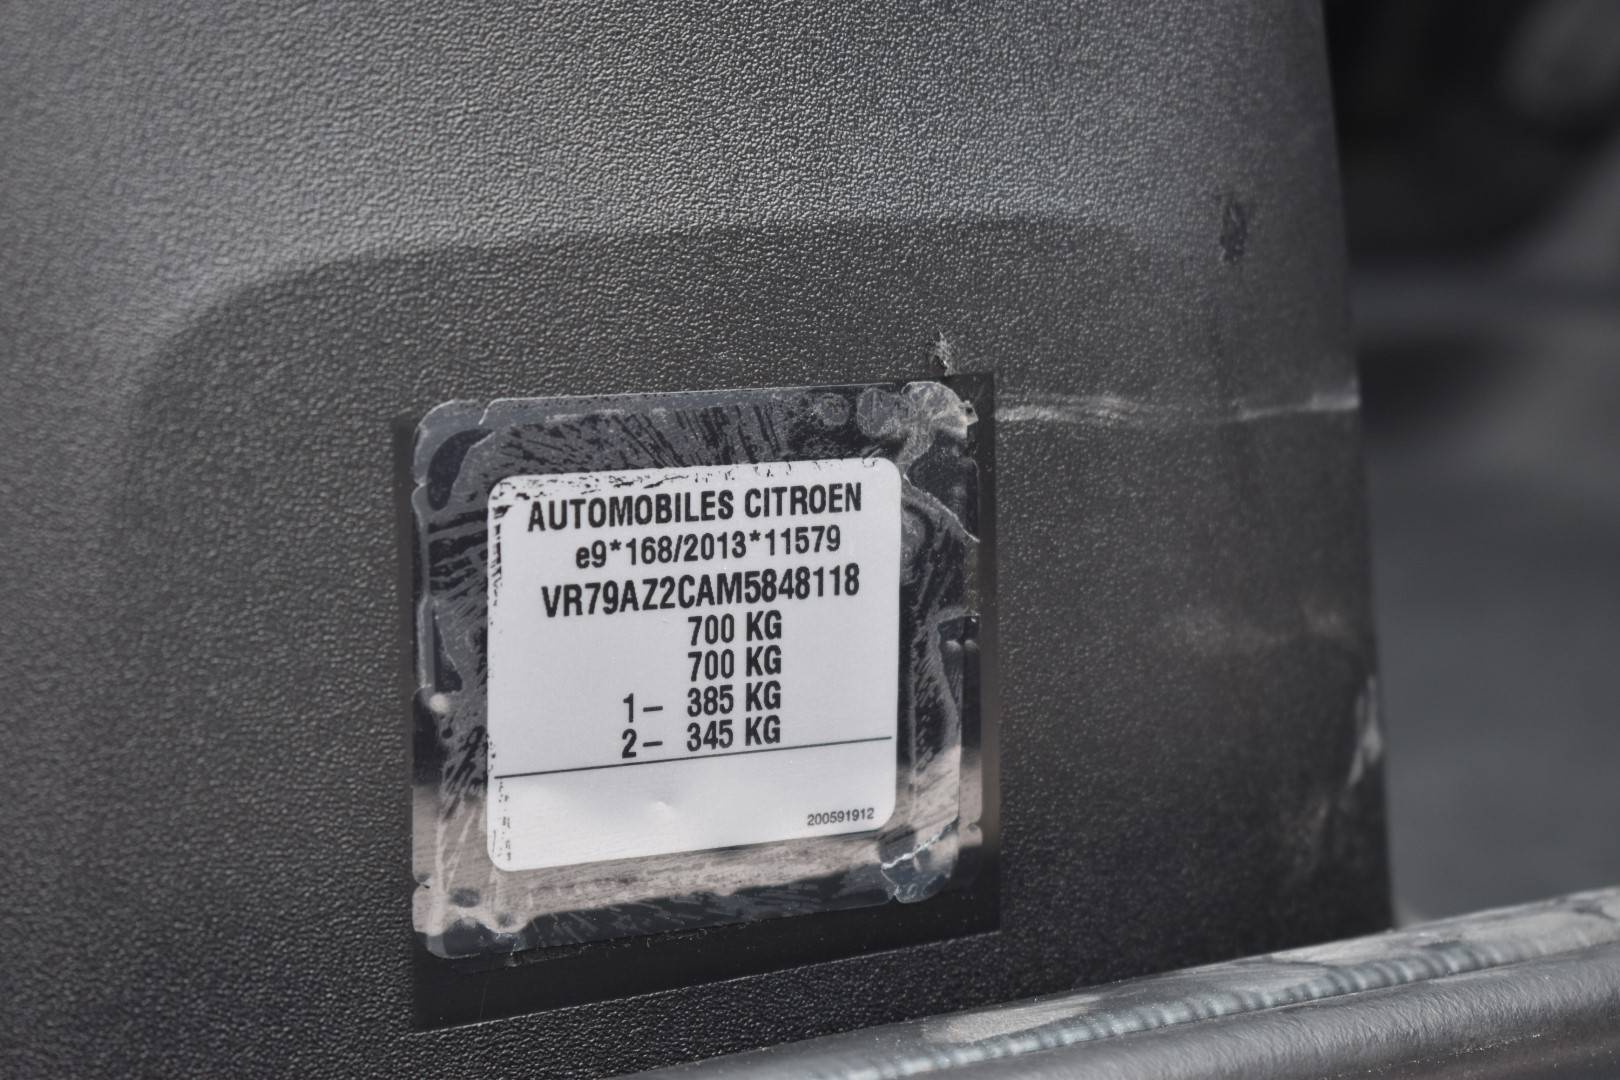 AUTOMOBILES CITROEN
e9*168/2013*11579
VR79AZ2CAM5848118
700 KG
700 KG
1– 385 KG
2– 345 KG
200591912